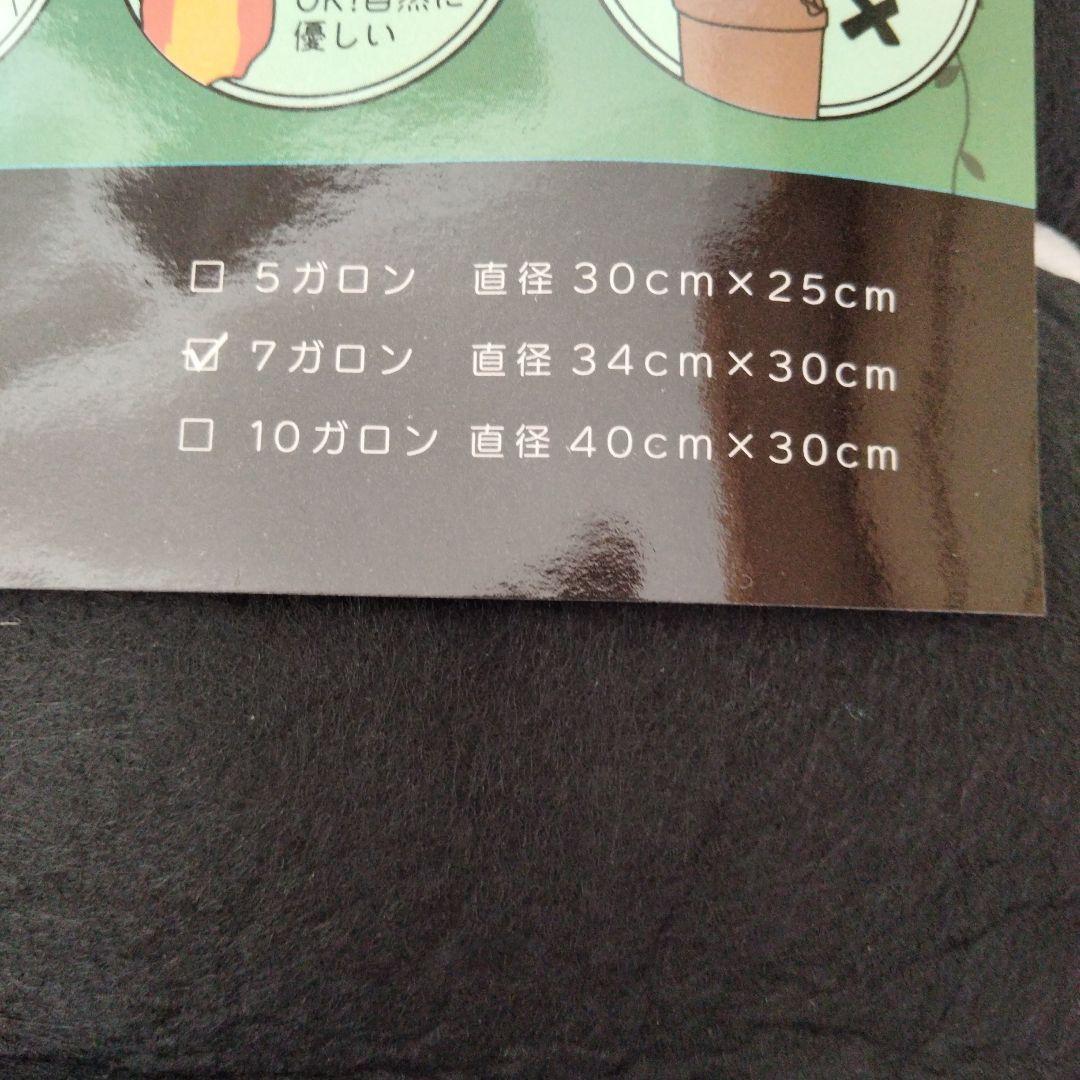 OK!自然に
優しい
☐ 5ガロン 直径 30cm×25cm
☑ 7ガロン 直径 34cm×30cm
☐ 10ガロン 直径 40cm×30cm